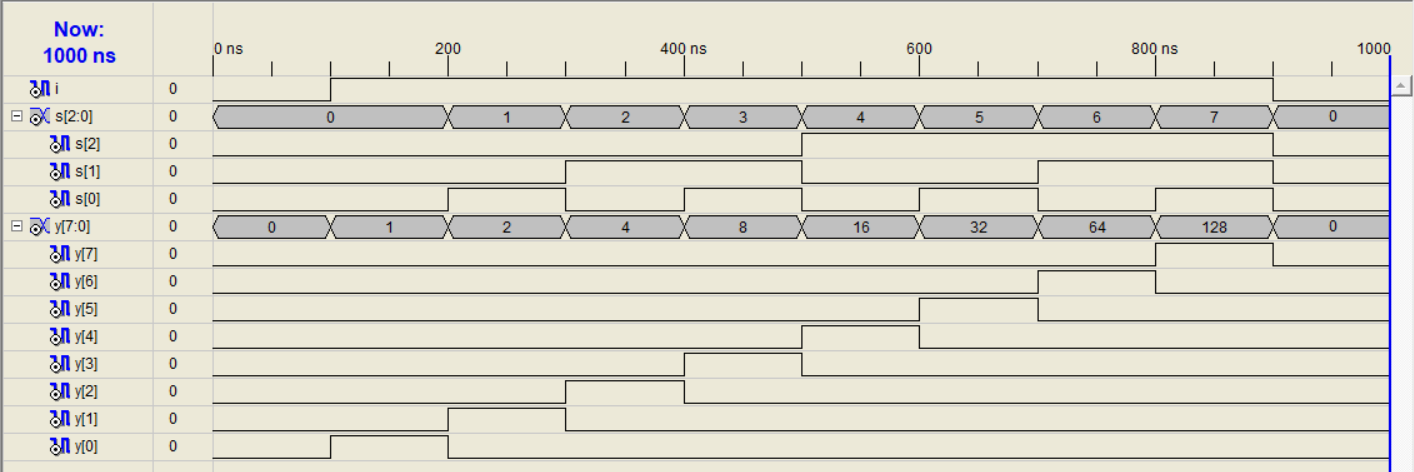 Now:
1000 ns
0 ns 200 400 ns 600 800 ns 1000
i 0
s[2:0] 0 0 1 2 3 4 5 6 7 0
s[2] 0
s[1] 0
s[0] 0
y[7:0] 0 0 1 2 4 8 16 32 64 128 0
y[7] 0
y[6] 0
y[5] 0
y[4] 0
y[3] 0
y[2] 0
y[1] 0
y[0] 0